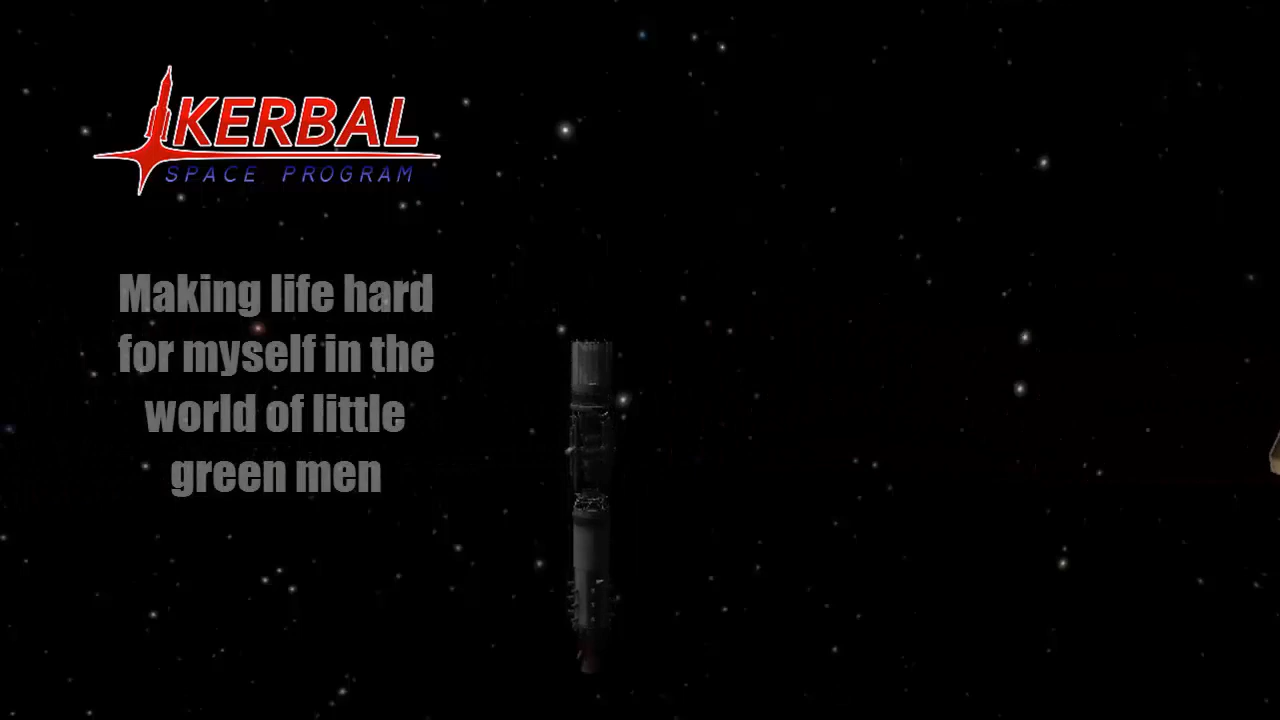 KERBAL
SPACE PROGRAM
Making life hard
for myself in the
world of little
green men